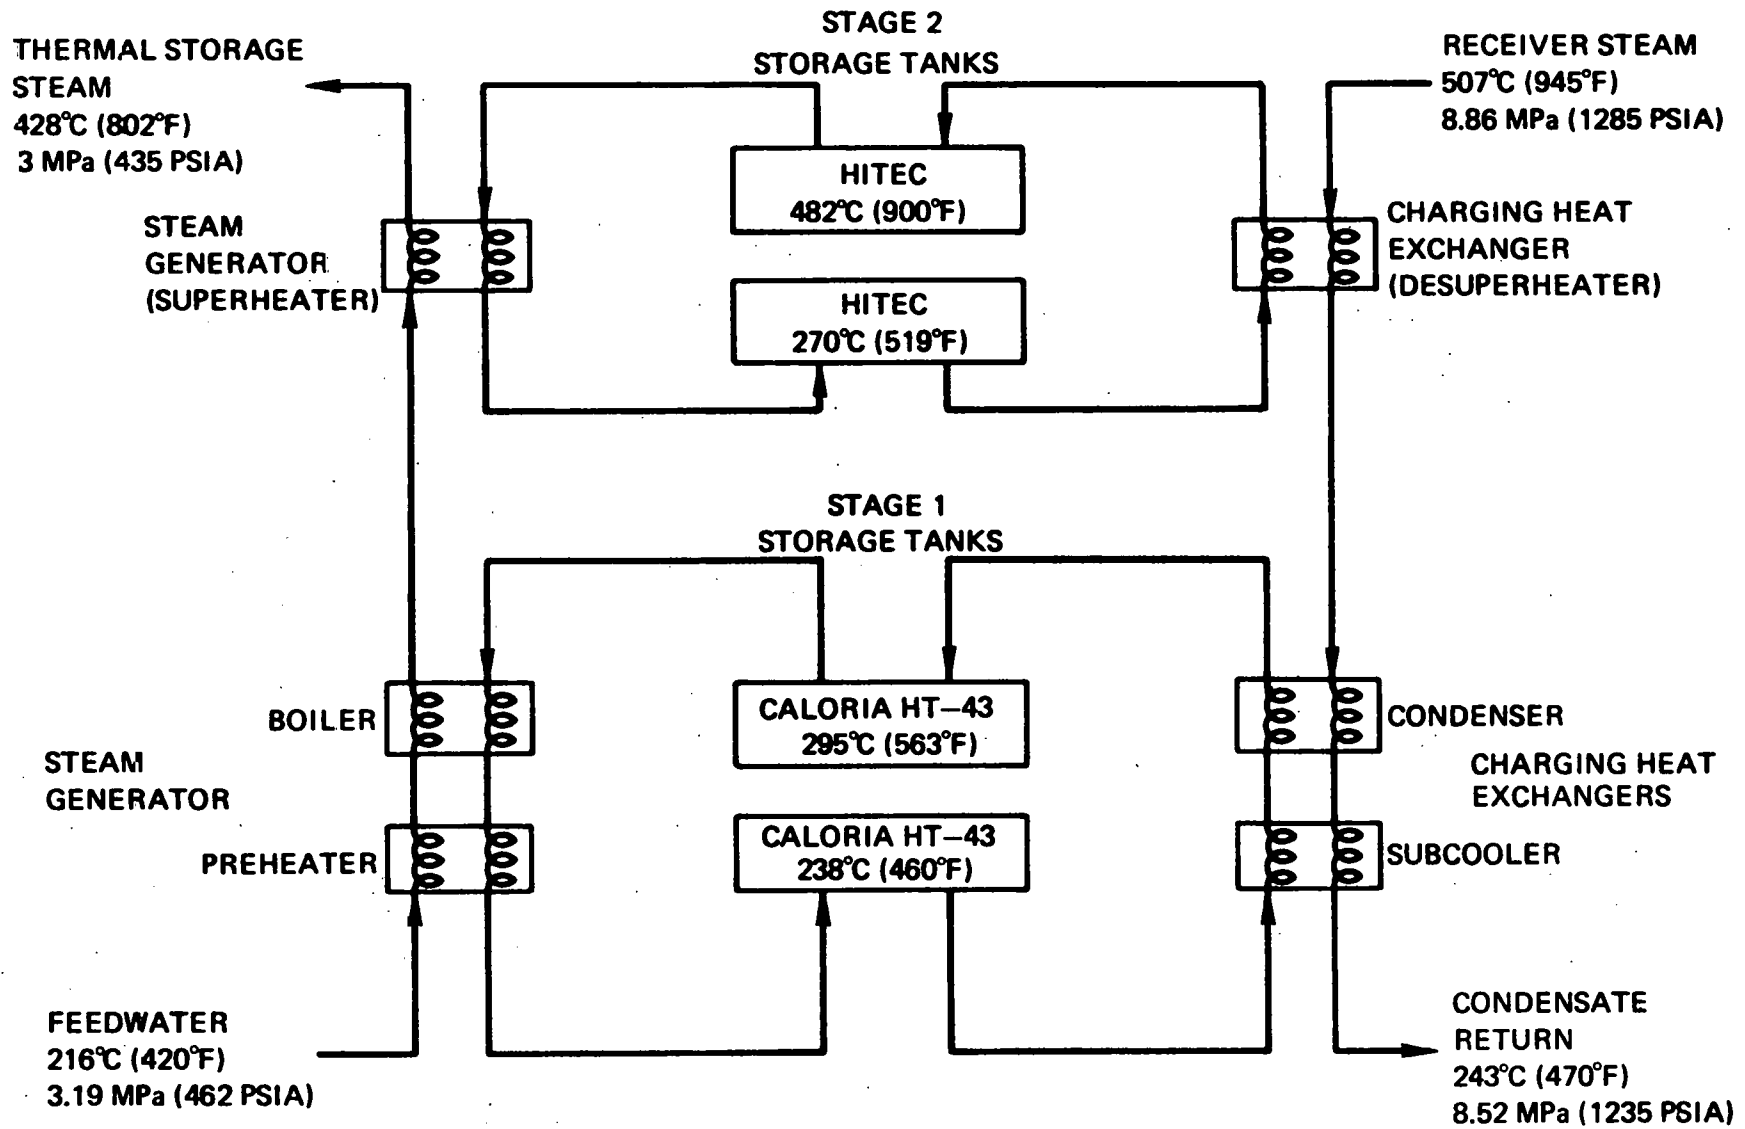 STAGE 2
STORAGE TANKS
THERMAL STORAGE
STEAM
428°C (802°F)
3 MPa (435 PSIA)
RECEIVER STEAM
507°C (945°F)
8.86 MPa (1285 PSIA)
HITEC
482°C (900°F)
STEAM
GENERATOR
(SUPERHEATER)
CHARGING HEAT
EXCHANGER
(DESUPERHEATER)
HITEC
270°C (519°F)
STAGE 1
STORAGE TANKS
BOILER
CALORIA HT–43
295°C (563°F)
CONDENSER
STEAM
GENERATOR
CHARGING HEAT
EXCHANGERS
PREHEATER
CALORIA HT–43
238°C (460°F)
SUBCOOLER
FEEDWATER
216°C (420°F)
3.19 MPa (462 PSIA)
CONDENSATE
RETURN
243°C (470°F)
8.52 MPa (1235 PSIA)